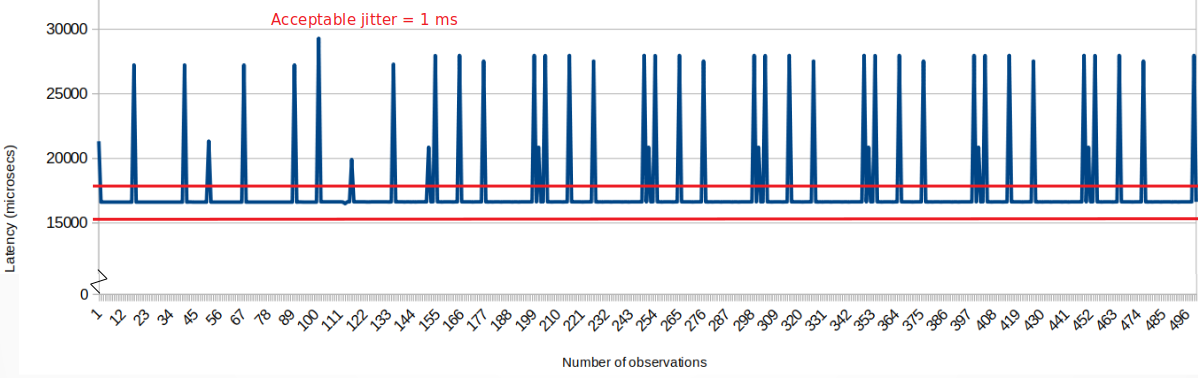 Acceptable jitter = 1 ms
30000
25000
20000
15000
0
Latency (microsecs)
1 12 23 34 45 56 67 78 89 100 111 122 133 144 155 166 177 188 199 210 221 232 243 254 265 276 287 298 309 320 331 342 353 364 375 386 397 408 419 430 441 452 463 474 485 496
Number of observations